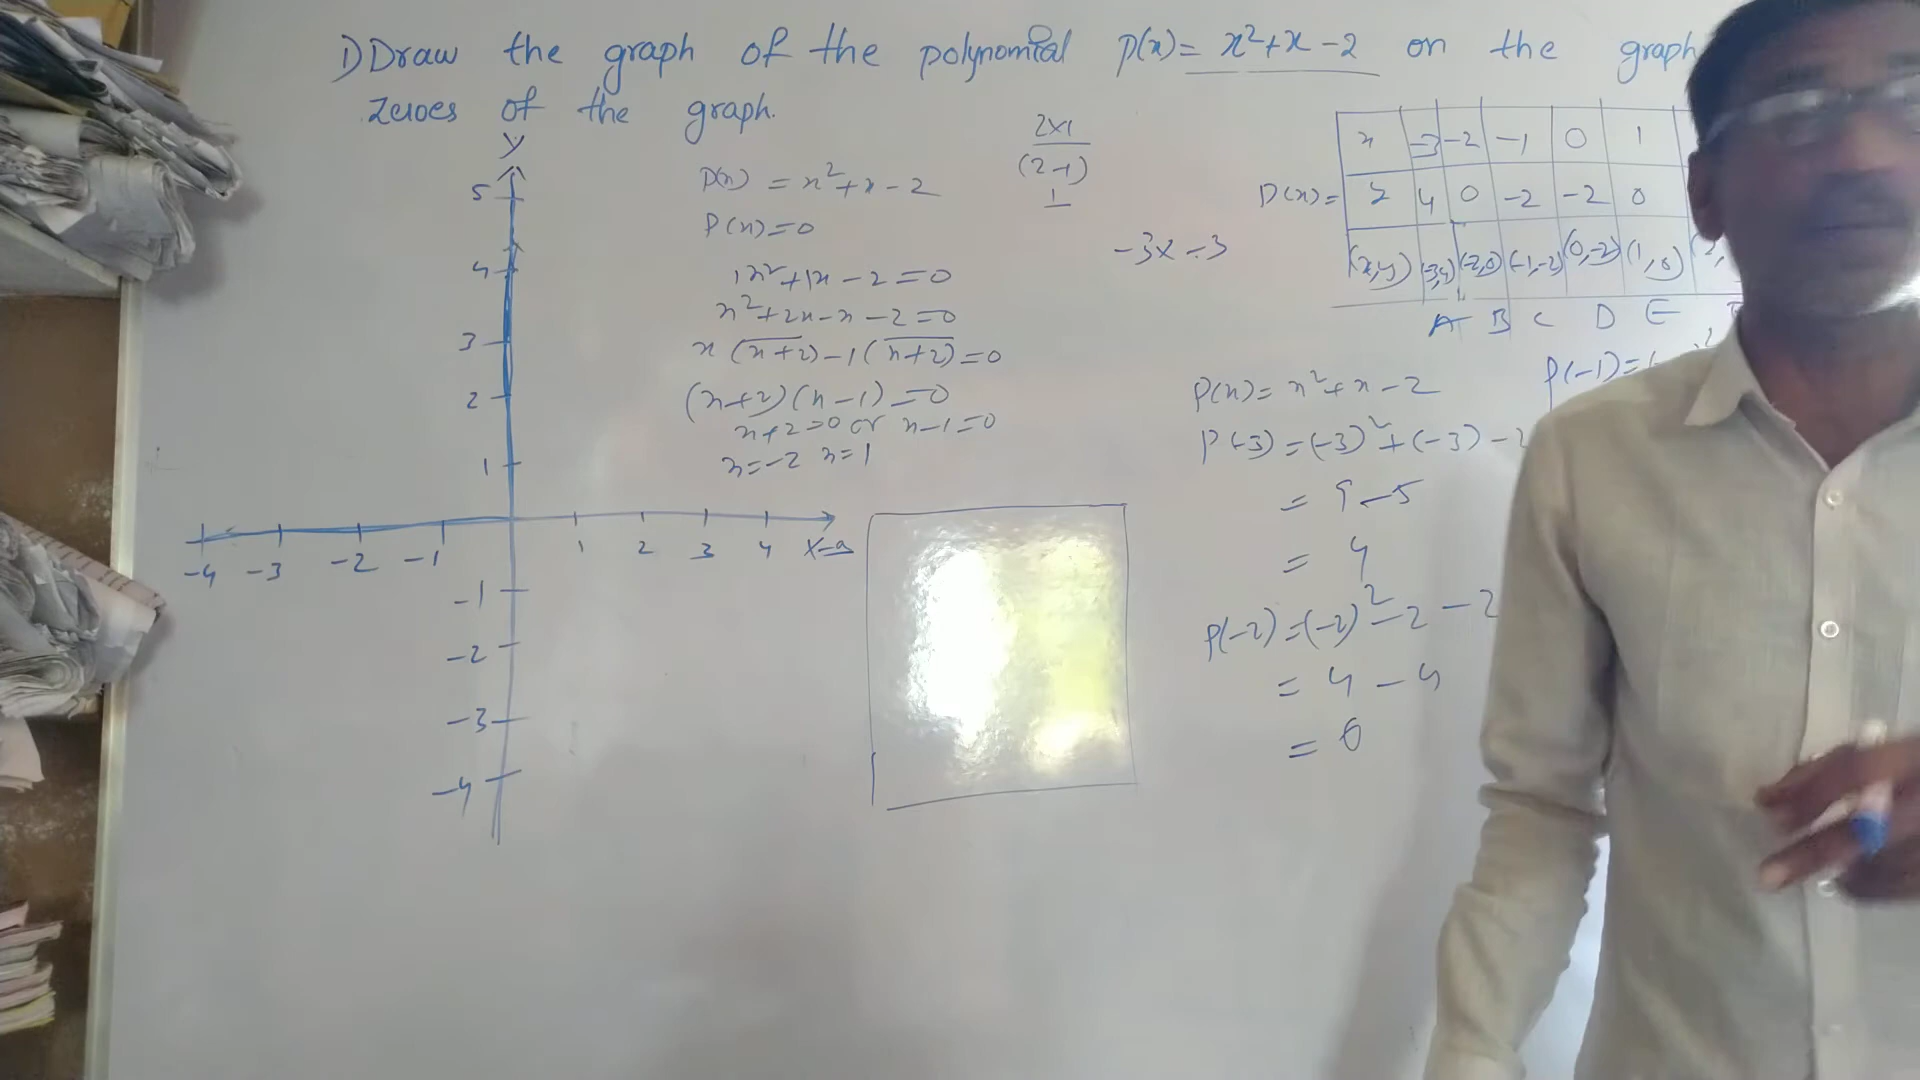 1) Draw the graph of the polynomial p(x) = x²+x-2 on the graph
zeroes of the graph.
Y
5
4
3
2
1
-4 -3 -2 -1 1 2 3 4
-1
-2
-3
-4
P(x) = x²+x-2
P(x)=0
1x²+1x-2=0
x²+2x-x-2=0
x(x+2)-1(x+2)=0
(x+2)(x-1)=0
x+2=0 or x-1=0
x=-2 x=1
2×1
(2-1)
1
-3x-3
x -3 -2 -1 0 1
P(x)= 4 0 -2 -2 0
(x,y) (-3,4) (-2,0) (-1,-2) (0,-2) (1,0)
A B C D E
P(x)= x²+x-2
P(-3)=(-3)²+(-3)-2
= 9-5
= 4
P(-2)=(-2)²-2-2
= 4-4
= 0
P(-1)=(